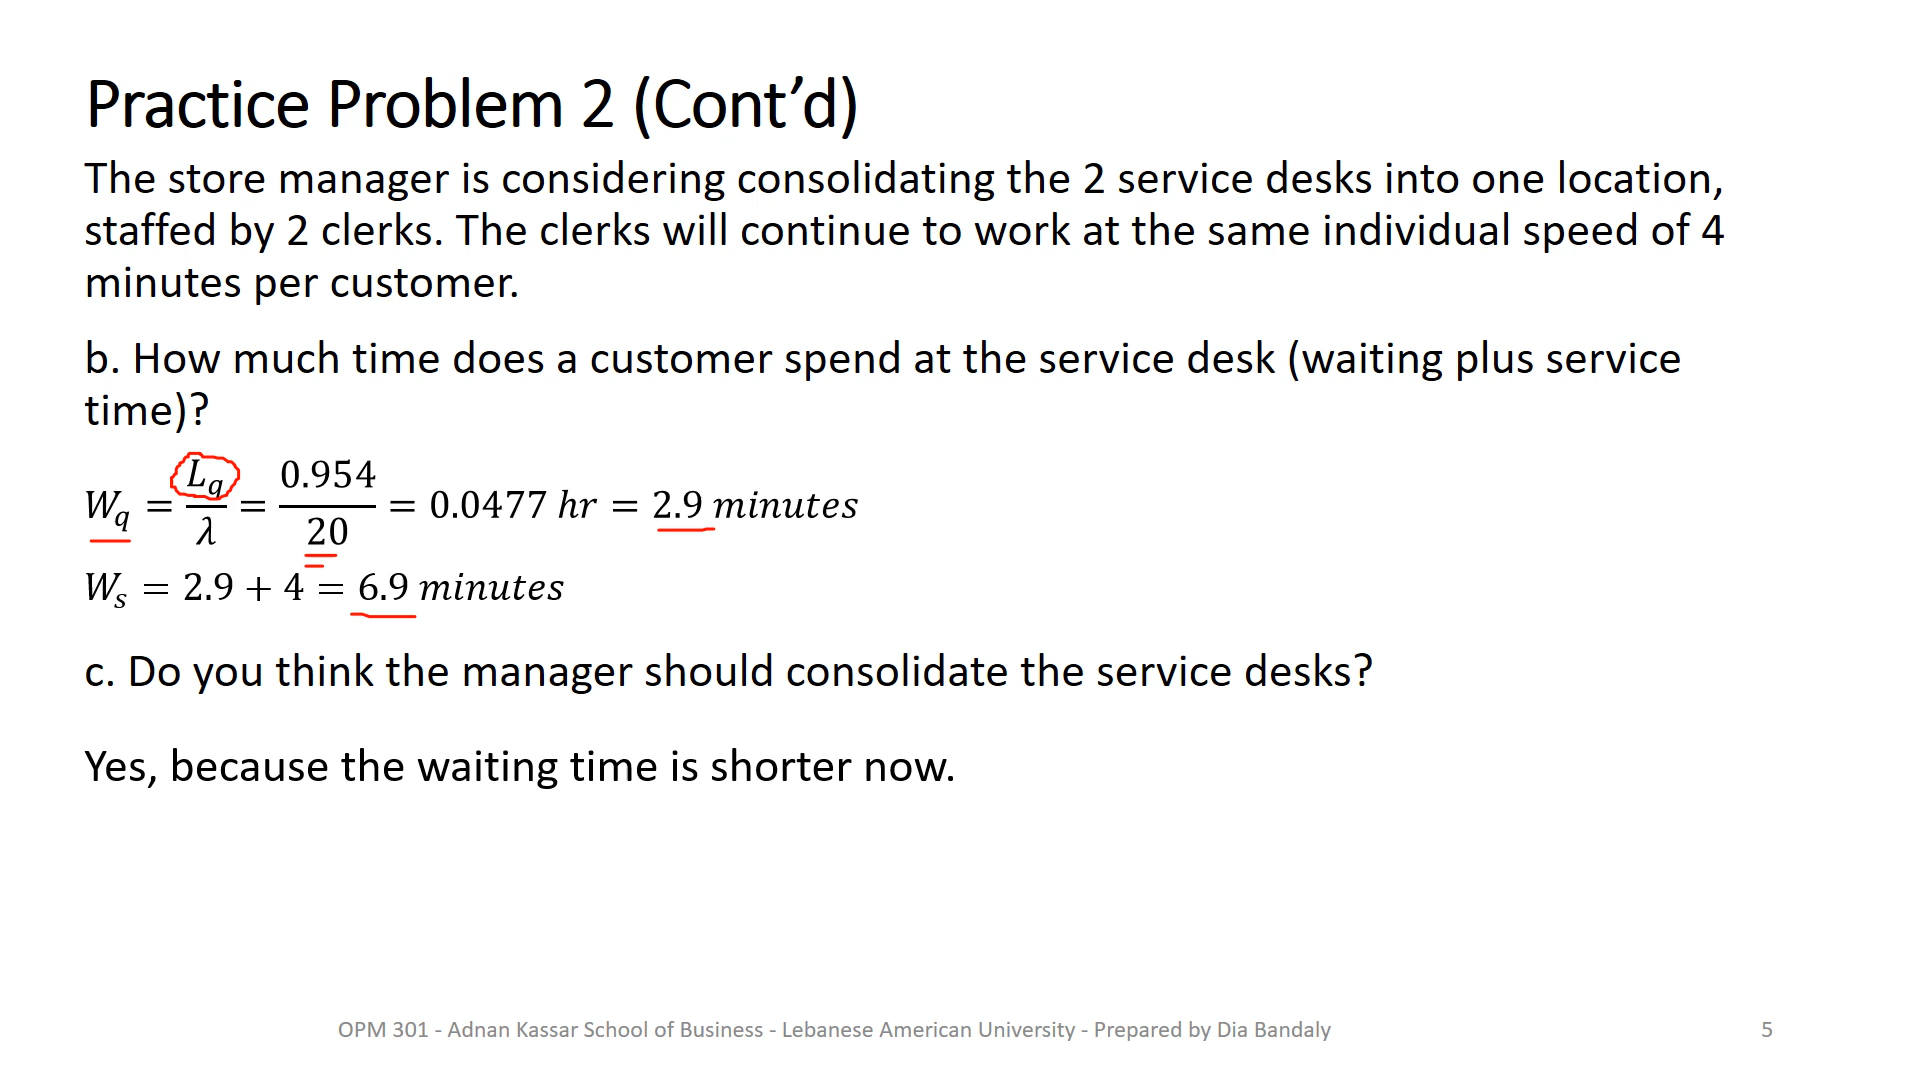 Practice Problem 2 (Cont’d)
The store manager is considering consolidating the 2 service desks into one location,
staffed by 2 clerks. The clerks will continue to work at the same individual speed of 4
minutes per customer.
b. How much time does a customer spend at the service desk (waiting plus service
time)?
W_q = L_q/λ = 0.954/20 = 0.0477 hr = 2.9 minutes
W_s = 2.9 + 4 = 6.9 minutes
c. Do you think the manager should consolidate the service desks?
Yes, because the waiting time is shorter now.
OPM 301 - Adnan Kassar School of Business - Lebanese American University - Prepared by Dia Bandaly 5